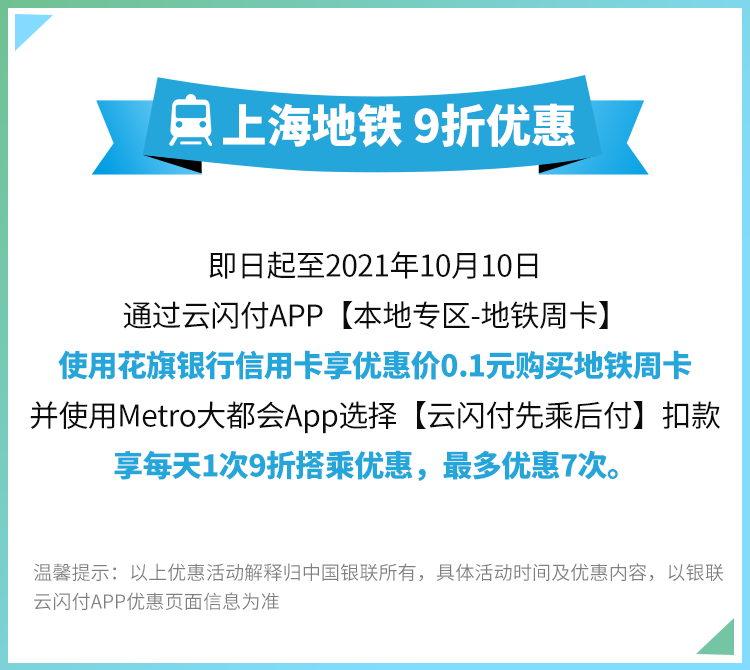 上海地铁 9折优惠
即日起至2021年10月10日
通过云闪付APP【本地专区-地铁周卡】
使用花旗银行信用卡享优惠价0.1元购买地铁周卡
并使用Metro大都会App选择【云闪付先乘后付】扣款
享每天1次9折搭乘优惠，最多优惠7次。
温馨提示：以上优惠活动解释归中国银联所有，具体活动时间及优惠内容，以银联
云闪付APP优惠页面信息为准